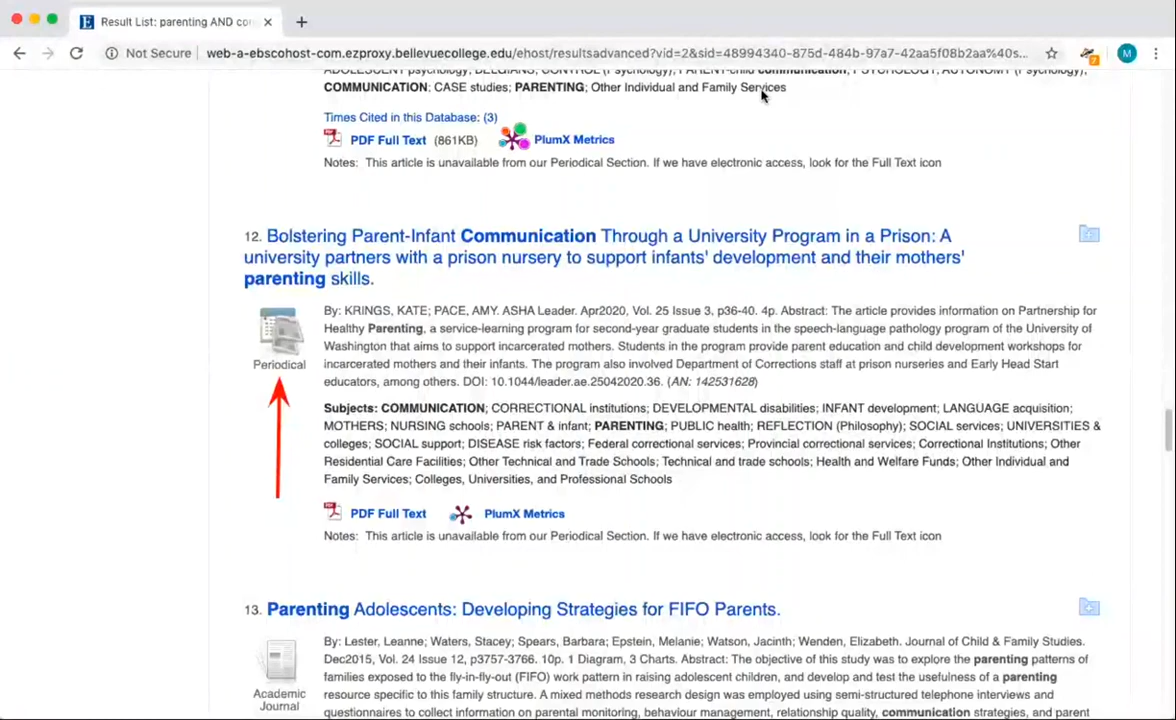 Result List: parenting AND co
Not Secure
web-a-ebscohost-com.ezproxy.bellevuecollege.edu/ehost/resultsadvanced?vid=2&sid=48994340-875d-484b-97a7-42aa5f08b2aa%40s...
M
7
ADOLESCENT psychology; BELGIANS; CONTROL (Psychology); PARENT-child communication; PSYCHOLOGY; AUTONOMY (Psychology);
COMMUNICATION; CASE studies; PARENTING; Other Individual and Family Services
Times Cited in this Database: (3)
PDF Full Text (861KB) PlumX Metrics
Notes: This article is unavailable from our Periodical Section. If we have electronic access, look for the Full Text icon
12. Bolstering Parent-Infant Communication Through a University Program in a Prison: A
university partners with a prison nursery to support infants' development and their mothers'
parenting skills.
Periodical
By: KRINGS, KATE; PACE, AMY. ASHA Leader. Apr2020, Vol. 25 Issue 3, p36-40. 4p. Abstract: The article provides information on Partnership for
Healthy Parenting, a service-learning program for second-year graduate students in the speech-language pathology program of the University of
Washington that aims to support incarcerated mothers. Students in the program provide parent education and child development workshops for
incarcerated mothers and their infants. The program also involved Department of Corrections staff at prison nurseries and Early Head Start
educators, among others. DOI: 10.1044/leader.ae.25042020.36. (AN: 142531628)
Subjects: COMMUNICATION; CORRECTIONAL institutions; DEVELOPMENTAL disabilities; INFANT development; LANGUAGE acquisition;
MOTHERS; NURSING schools; PARENT & infant; PARENTING; PUBLIC health; REFLECTION (Philosophy); SOCIAL services; UNIVERSITIES &
colleges; SOCIAL support; DISEASE risk factors; Federal correctional services; Provincial correctional services; Correctional Institutions; Other
Residential Care Facilities; Other Technical and Trade Schools; Technical and trade schools; Health and Welfare Funds; Other Individual and
Family Services; Colleges, Universities, and Professional Schools
PDF Full Text PlumX Metrics
Notes: This article is unavailable from our Periodical Section. If we have electronic access, look for the Full Text icon
13. Parenting Adolescents: Developing Strategies for FIFO Parents.
Academic
Journal
By: Lester, Leanne; Waters, Stacey; Spears, Barbara; Epstein, Melanie; Watson, Jacinth; Wenden, Elizabeth. Journal of Child & Family Studies.
Dec2015, Vol. 24 Issue 12, p3757-3766. 10p. 1 Diagram, 3 Charts. Abstract: The objective of this study was to explore the parenting patterns of
families exposed to the fly-in-fly-out (FIFO) work pattern in raising adolescent children, and develop and test the usefulness of a parenting
resource specific to this family structure. A mixed methods research design was employed using semi-structured telephone interviews and
questionnaires to collect information on parental monitoring, behaviour management, relationship quality, communication strategies, and parent